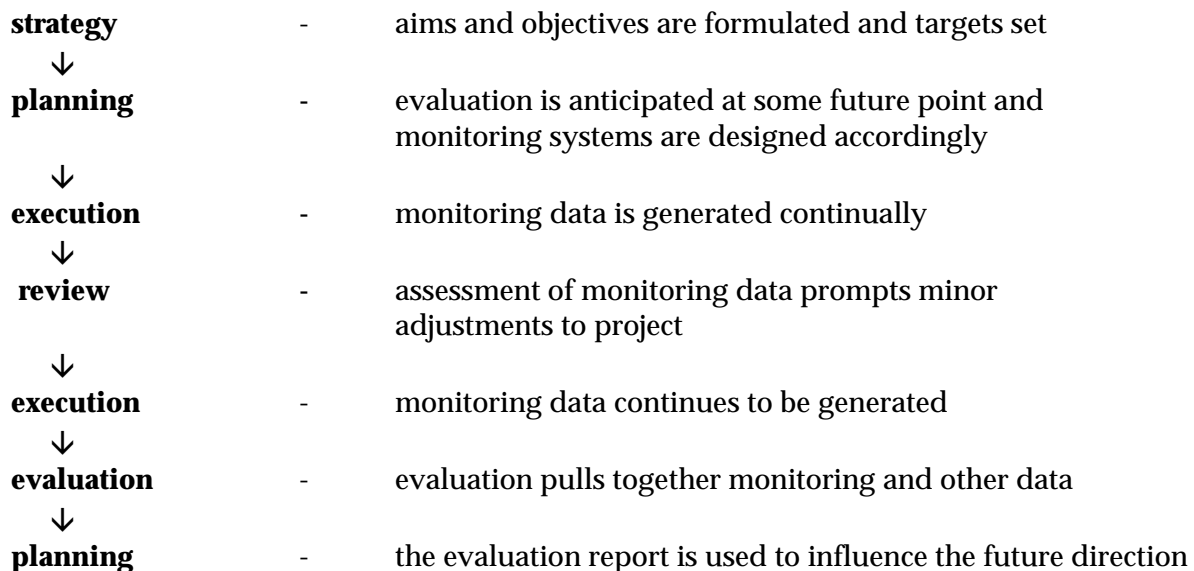 strategy - aims and objectives are formulated and targets set
↓
planning - evaluation is anticipated at some future point and
monitoring systems are designed accordingly
↓
execution - monitoring data is generated continually
↓
review - assessment of monitoring data prompts minor
adjustments to project
↓
execution - monitoring data continues to be generated
↓
evaluation - evaluation pulls together monitoring and other data
↓
planning - the evaluation report is used to influence the future direction